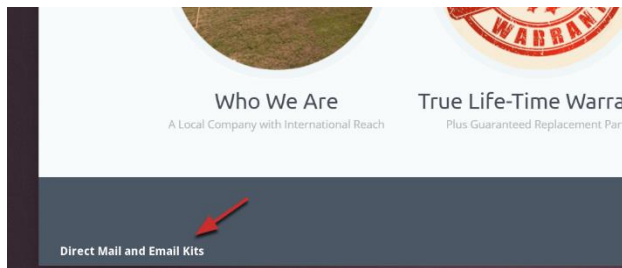 WARRAN
Who We Are
True Life-Time Warra
A Local Company with International Reach
Plus Guaranteed Replacement Par
Direct Mail and Email Kits